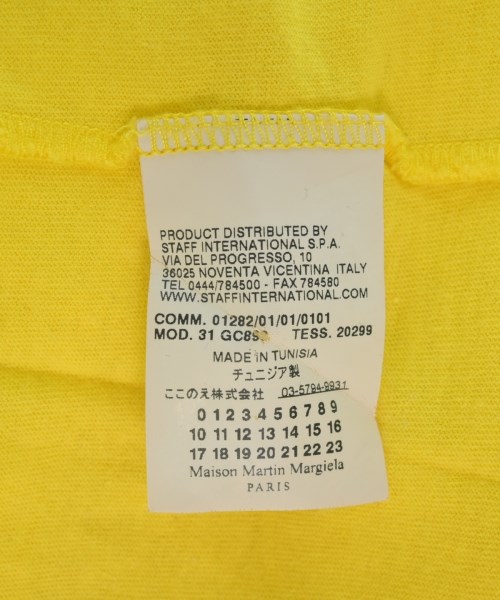 PRODUCT DISTRIBUTED BY
STAFF INTERNATIONAL S.P.A.
VIA DEL PROGRESSO, 10
36025 NOVENTA VICENTINA ITALY
TEL 0444/784500 - FAX 784580
WWW.STAFFINTERNATIONAL.COM
COMM. 01282/01/01/0101
MOD. 31 TESS. 20299
MADE IN TUNISIA
チュニジア製
ここのえ株式会社
0 1 2 3 4 5 6 7 8 9
10 11 12 13 14 15 16
17 18 19 20 21 22 23
Maison Martin Margiela
PARIS